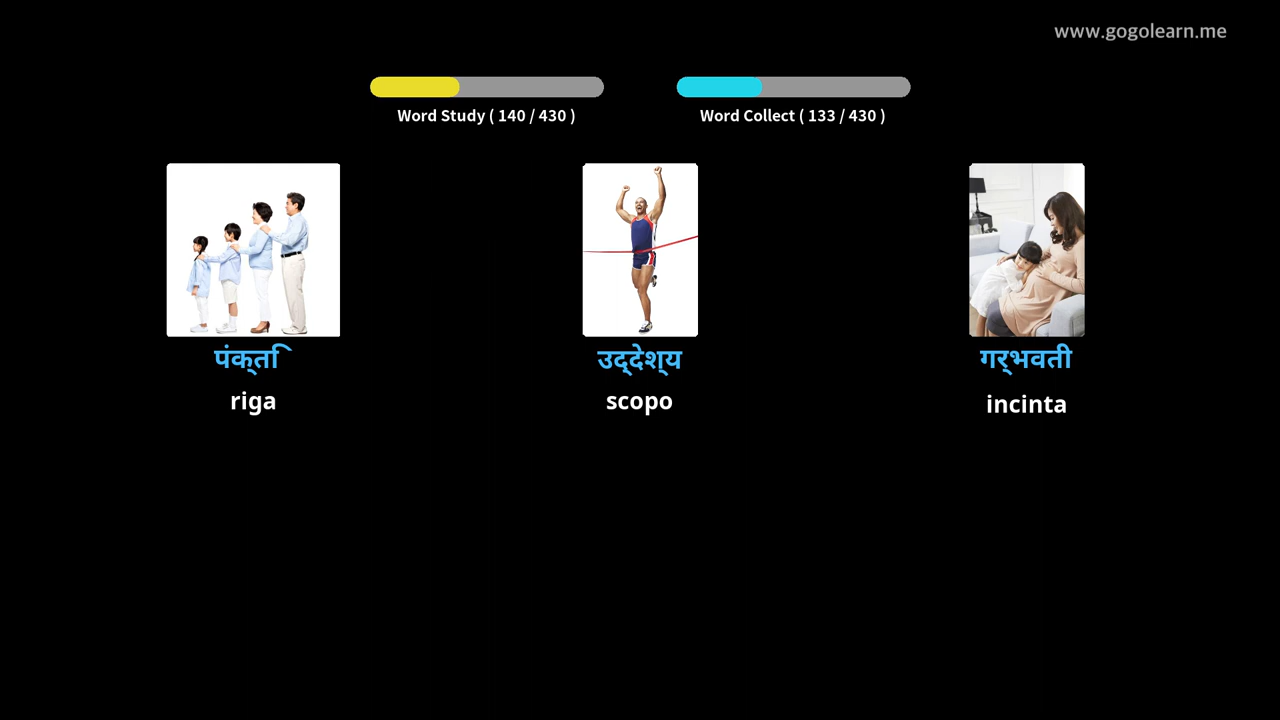 www.gogolearn.me
Word Study ( 140 / 430 )
Word Collect ( 133 / 430 )
पंक्ति
उद्देश्य
गर्भवती
riga
scopo
incinta